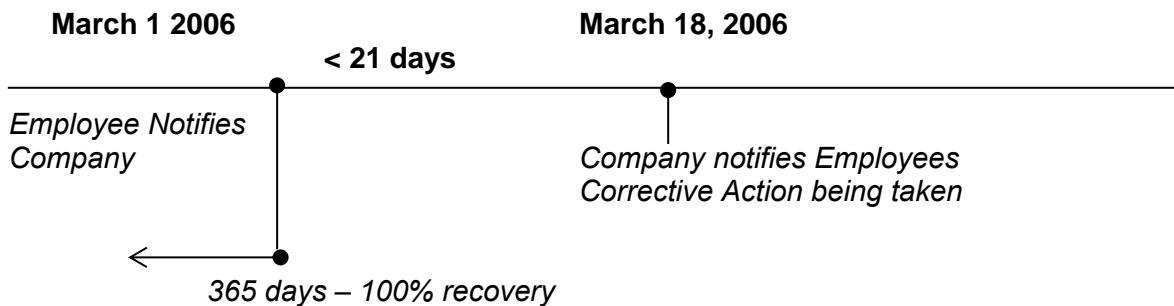 March 1 2006
March 18, 2006
< 21 days
Employee Notifies
Company
Company notifies Employees
Corrective Action being taken
365 days – 100% recovery